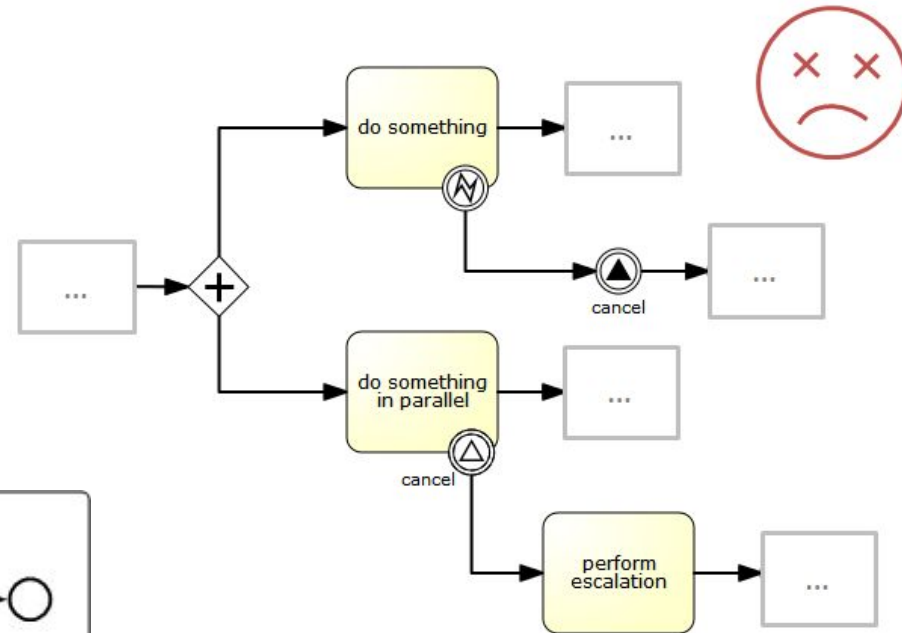 do something
...
...
...
cancel
do something
in parallel
...
cancel
perform
escalation
...